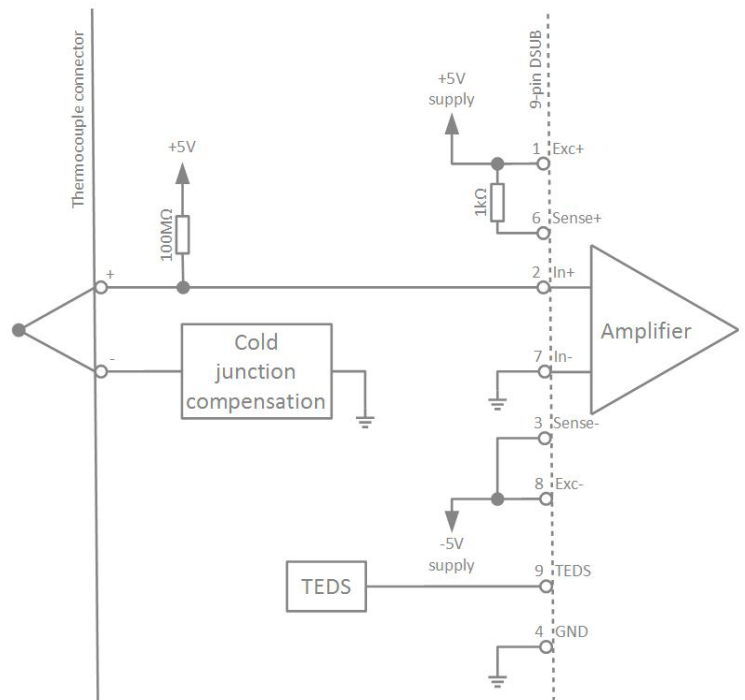 Thermocouple connector
9-pin DSUB
+5V
supply
1 Exc+
+5V
1kΩ
6 Sense+
100MΩ
+
2 In+
Amplifier
Cold
junction
compensation
-
7 In-
3 Sense-
8 Exc-
-5V
supply
9 TEDS
TEDS
4 GND